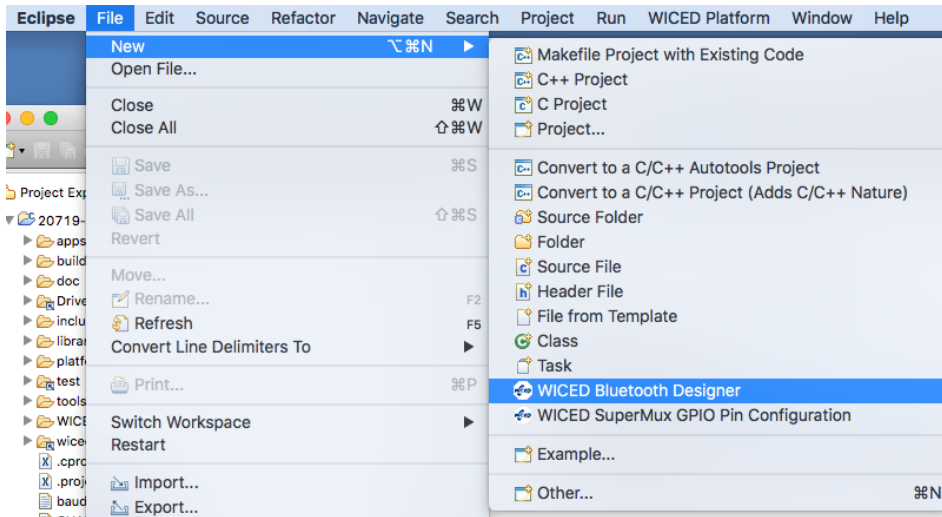 Eclipse File Edit Source Refactor Navigate Search Project Run WICED Platform Window Help
New ⌥⌘N ▶
Open File...
Close ⌘W
Close All ⇧⌘W
Save ⌘S
Save As...
Save All ⇧⌘S
Revert
Move...
Rename... F2
Refresh F5
Convert Line Delimiters To ▶
Print... ⌘P
Switch Workspace ▶
Restart
Import...
Export...
Makefile Project with Existing Code
C++ Project
C Project
Project...
Convert to a C/C++ Autotools Project
Convert to a C/C++ Project (Adds C/C++ Nature)
Source Folder
Folder
Source File
Header File
File from Template
Class
Task
WICED Bluetooth Designer
WICED SuperMux GPIO Pin Configuration
Example...
Other... ⌘N
Project Exp
20719-
apps
build
doc
Drive
inclu
librar
platf
test
tools
WICE
wice
.cpro
.proj
baud